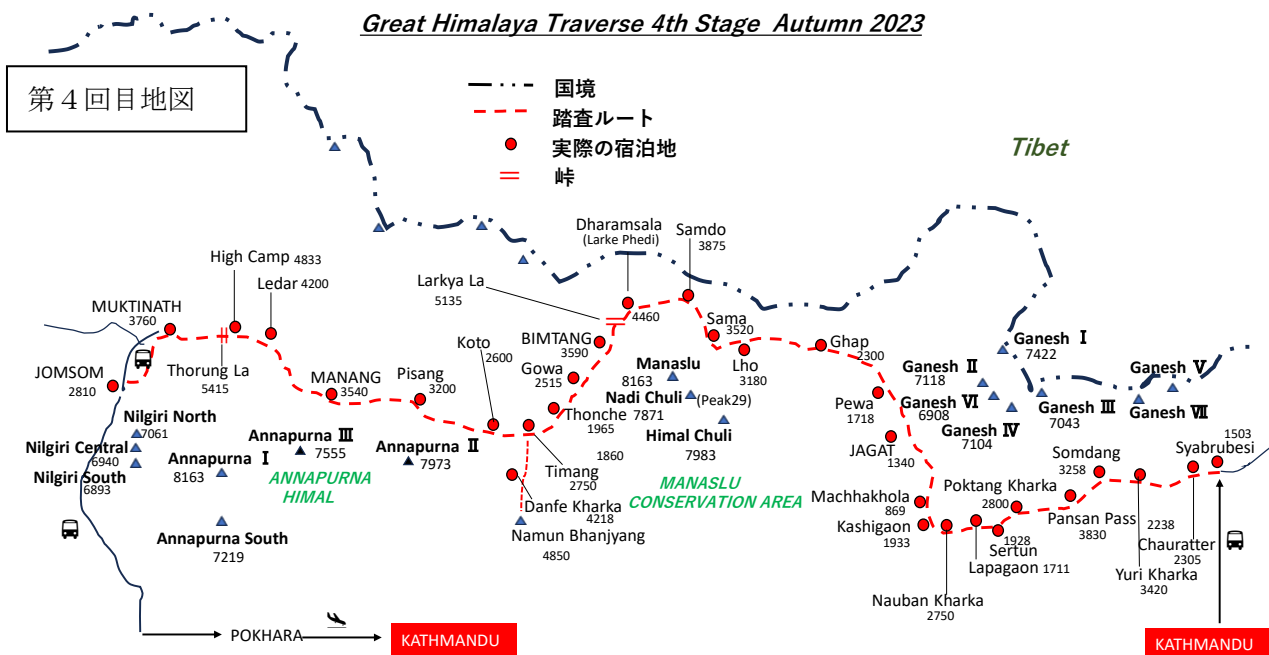 Great Himalaya Traverse 4th Stage Autumn 2023
第４回目地図
国境
踏査ルート
実際の宿泊地
峠
Tibet
Dharamsala
(Larke Phedi)
4460
Samdo
3875
High Camp 4833
Ledar 4200
Larkya La
5135
MUKTINATH
3760
Thorung La
5415
JOMSOM
2810
MANANG
3540
Pisang
3200
Koto
2600
BIMTANG
3590
Gowa
2515
Thonche
1965
1860
Timang
2750
Danfe Kharka
4218
Namun Bhanjyang
4850
Sama
3520
Lho
3180
Ghap
2300
Manaslu
8163
Nadi Chuli (Peak29)
7871
Himal Chuli
7983
MANASLU
CONSERVATION AREA
Nilgiri North
7061
Nilgiri Central
6940
Nilgiri South
6893
Annapurna Ⅰ
8163
Annapurna Ⅲ
7555
Annapurna Ⅱ
7973
ANNAPURNA
HIMAL
Annapurna South
7219
Pewa
1718
JAGAT
1340
Machhakhola
869
Kashigaon
1933
Nauban Kharka
2750
Lapagaon 1711
Sertun
1928
Poktang Kharka
2800
Pansan Pass
3830
Somdang
3258
Yuri Kharka
3420
2238
Chauratter
2305
Syabrubesi
1503
Ganesh Ⅰ
7422
Ganesh Ⅱ
7118
Ganesh Ⅵ
6908
Ganesh Ⅳ
7104
Ganesh Ⅲ
7043
Ganesh Ⅴ
Ganesh Ⅶ
POKHARA
KATHMANDU
KATHMANDU